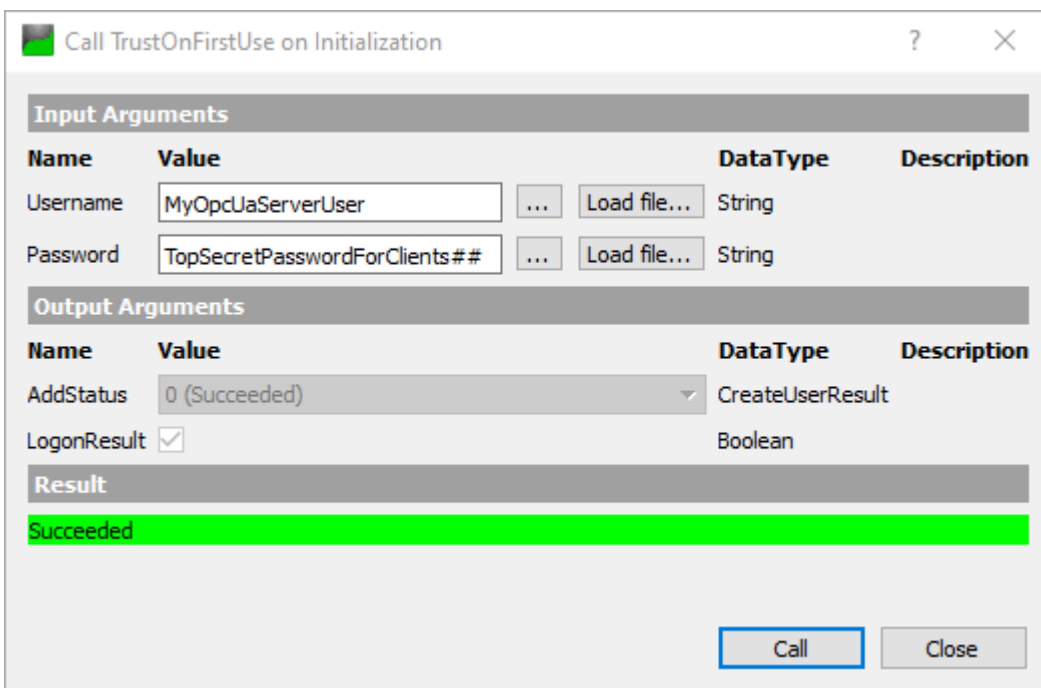 Call TrustOnFirstUse on Initialization ?
Input Arguments
Name Value DataType Description
Username MyOpcUaServerUser ... Load file... String
Password TopSecretPasswordForClients## ... Load file... String
Output Arguments
Name Value DataType Description
AddStatus 0 (Succeeded) CreateUserResult
LogonResult Boolean
Result
Succeeded
Call Close